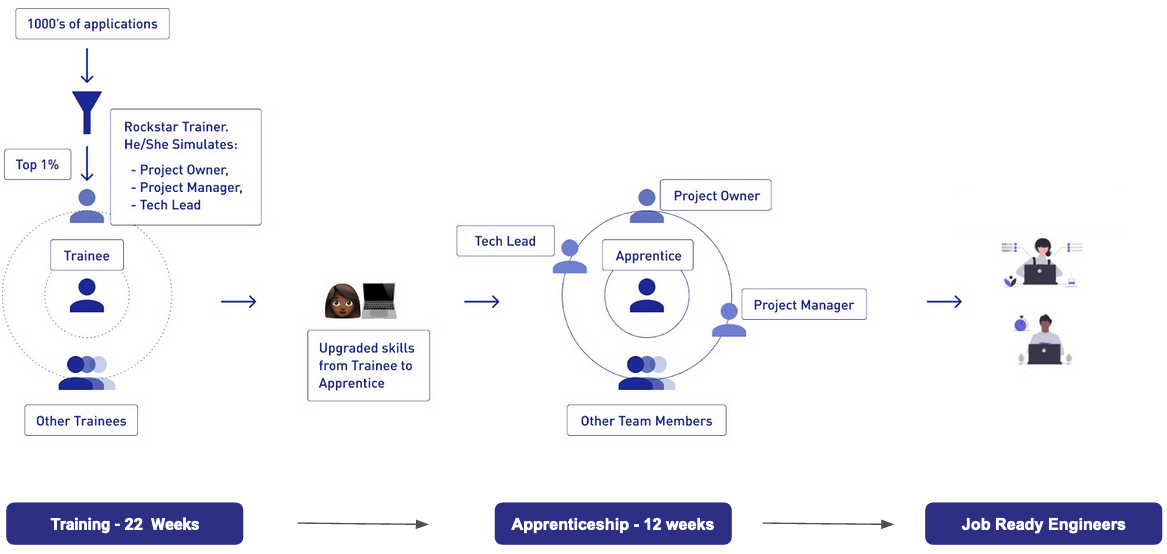 1000's of applications
Rockstar Trainer.
He/She Simulates:
- Project Owner,
- Project Manager,
- Tech Lead
Top 1%
Trainee
Other Trainees
Upgraded skills
from Trainee to
Apprentice
Project Owner
Tech Lead
Apprentice
Project Manager
Other Team Members
Training - 22 Weeks
Apprenticeship - 12 weeks
Job Ready Engineers